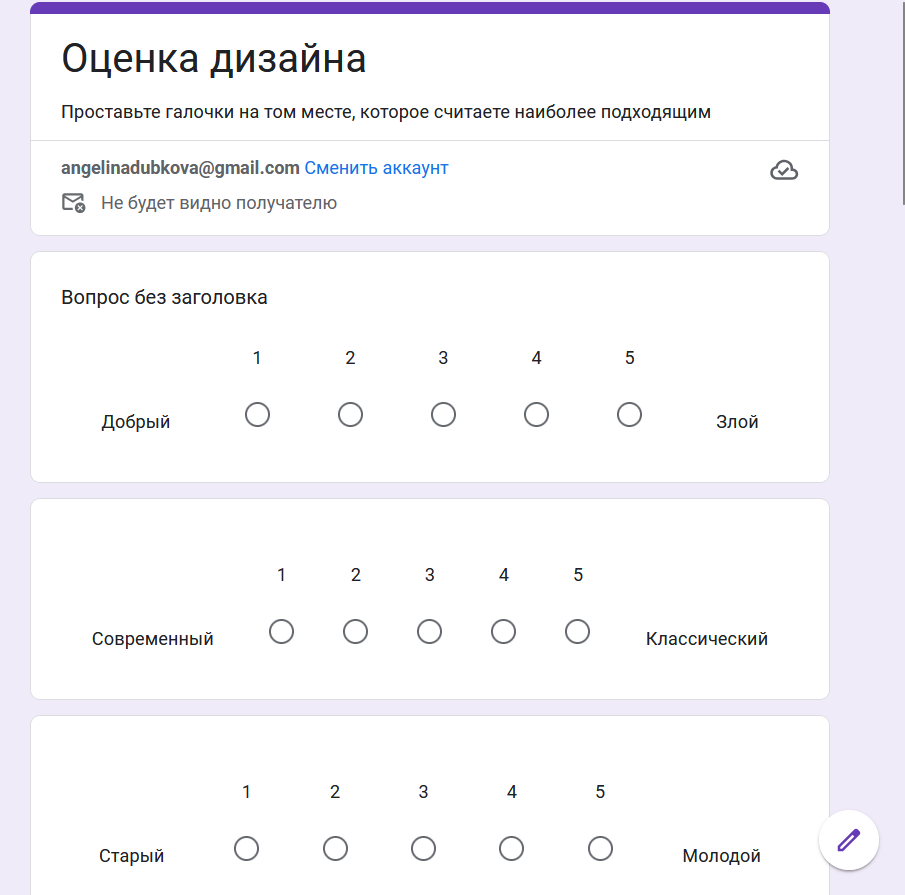 Оценка дизайна
Проставьте галочки на том месте, которое считаете наиболее подходящим
angelinadubkova@gmail.com Сменить аккаунт
Не будет видно получателю
Вопрос без заголовка
1 2 3 4 5
Добрый Злой
1 2 3 4 5
Современный Классический
1 2 3 4 5
Старый Молодой